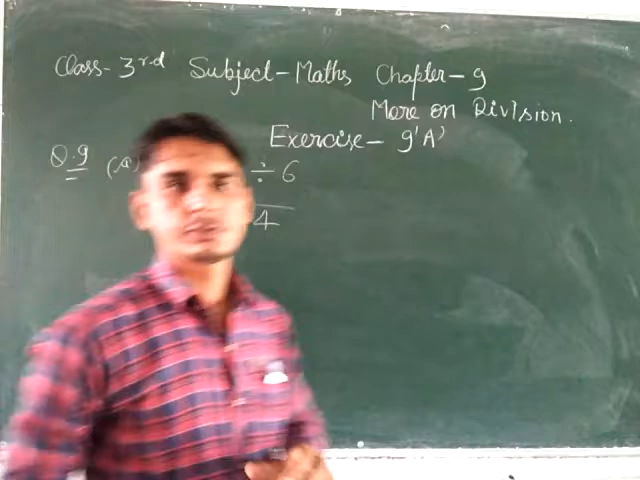 Class- 3rd Subject-Maths Chapter-9
More on Division.
Exercise- 9'A'
Q.9 (a) ÷ 6
4